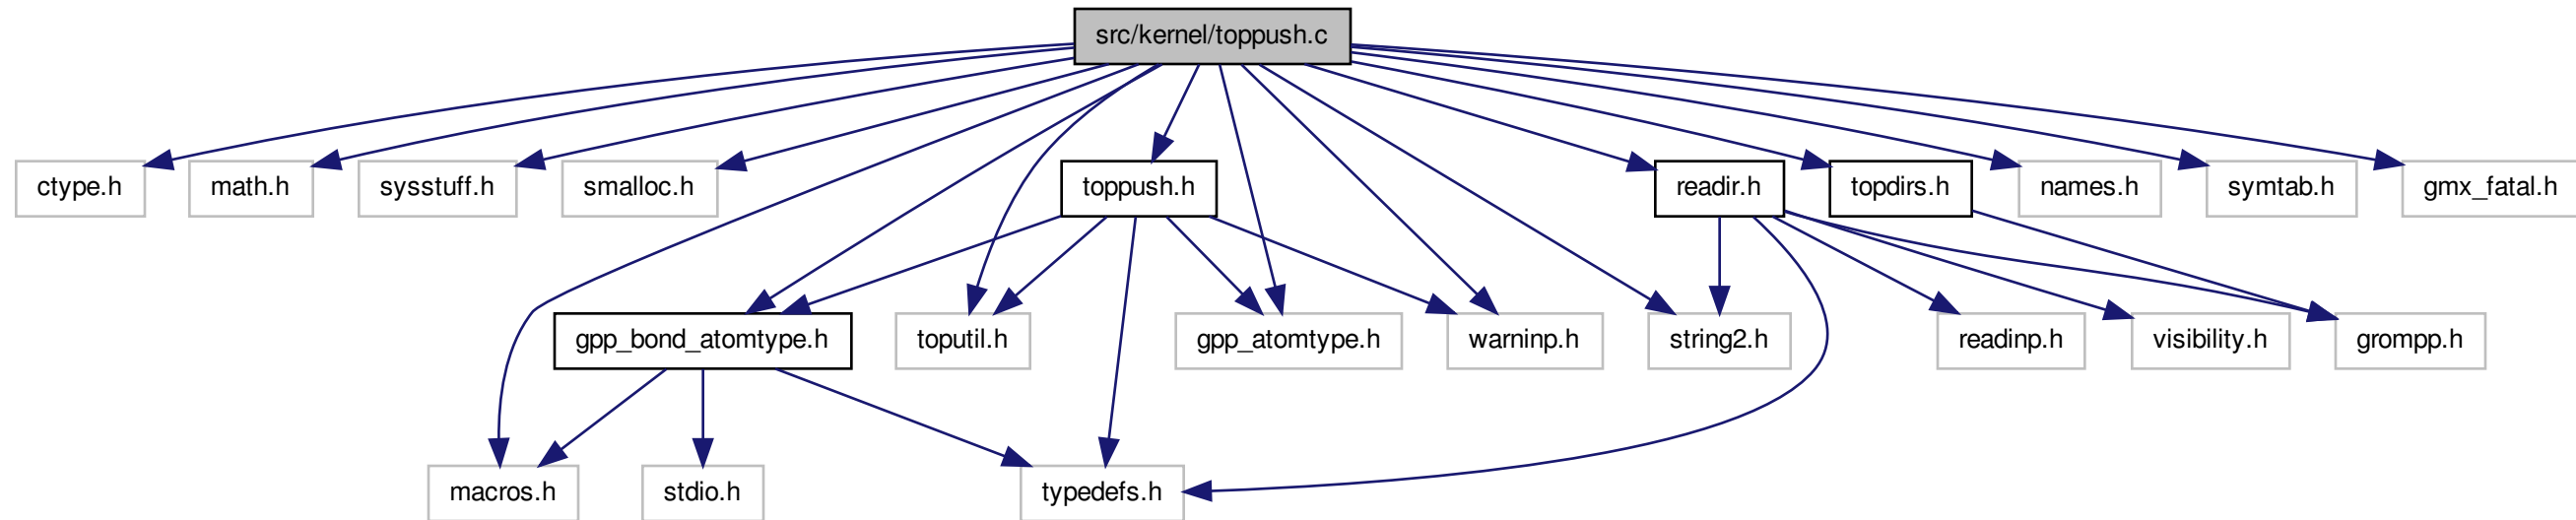 src/kernel/toppush.c
ctype.h
math.h
sysstuff.h
smalloc.h
toppush.h
readir.h
topdirs.h
names.h
symtab.h
gmx_fatal.h
gpp_bond_atomtype.h
toputil.h
gpp_atomtype.h
warninp.h
string2.h
readinp.h
visibility.h
grompp.h
macros.h
stdio.h
typedefs.h